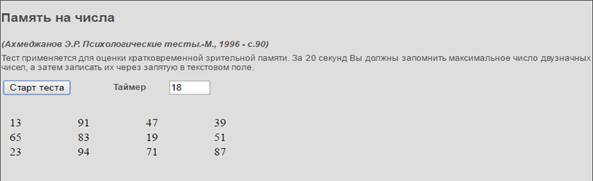 Память на числа
(Ахмеджанов Э.Р. Психологические тесты.-М., 1996 - с.90)
Тест применяется для оценки кратковременной зрительной памяти. За 20 секунд Вы должны запомнить максимальное число двузначных
чисел, а затем записать их через запятую в текстовом поле.
Старт теста Таймер 18
13 91 47 39
65 83 19 51
23 94 71 87